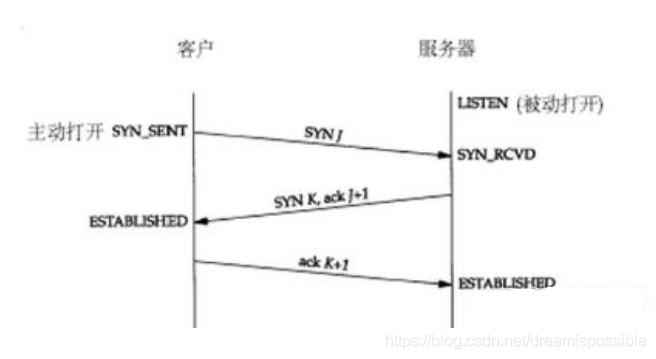 客户 服务器
LISTEN (被动打开)
主动打开 SYN_SENT
SYN J
SYN_RCVD
SYN K, ack J+1
ESTABLISHED
ack K+1
ESTABLISHED
https://blog.csdn.net/dreamispossible